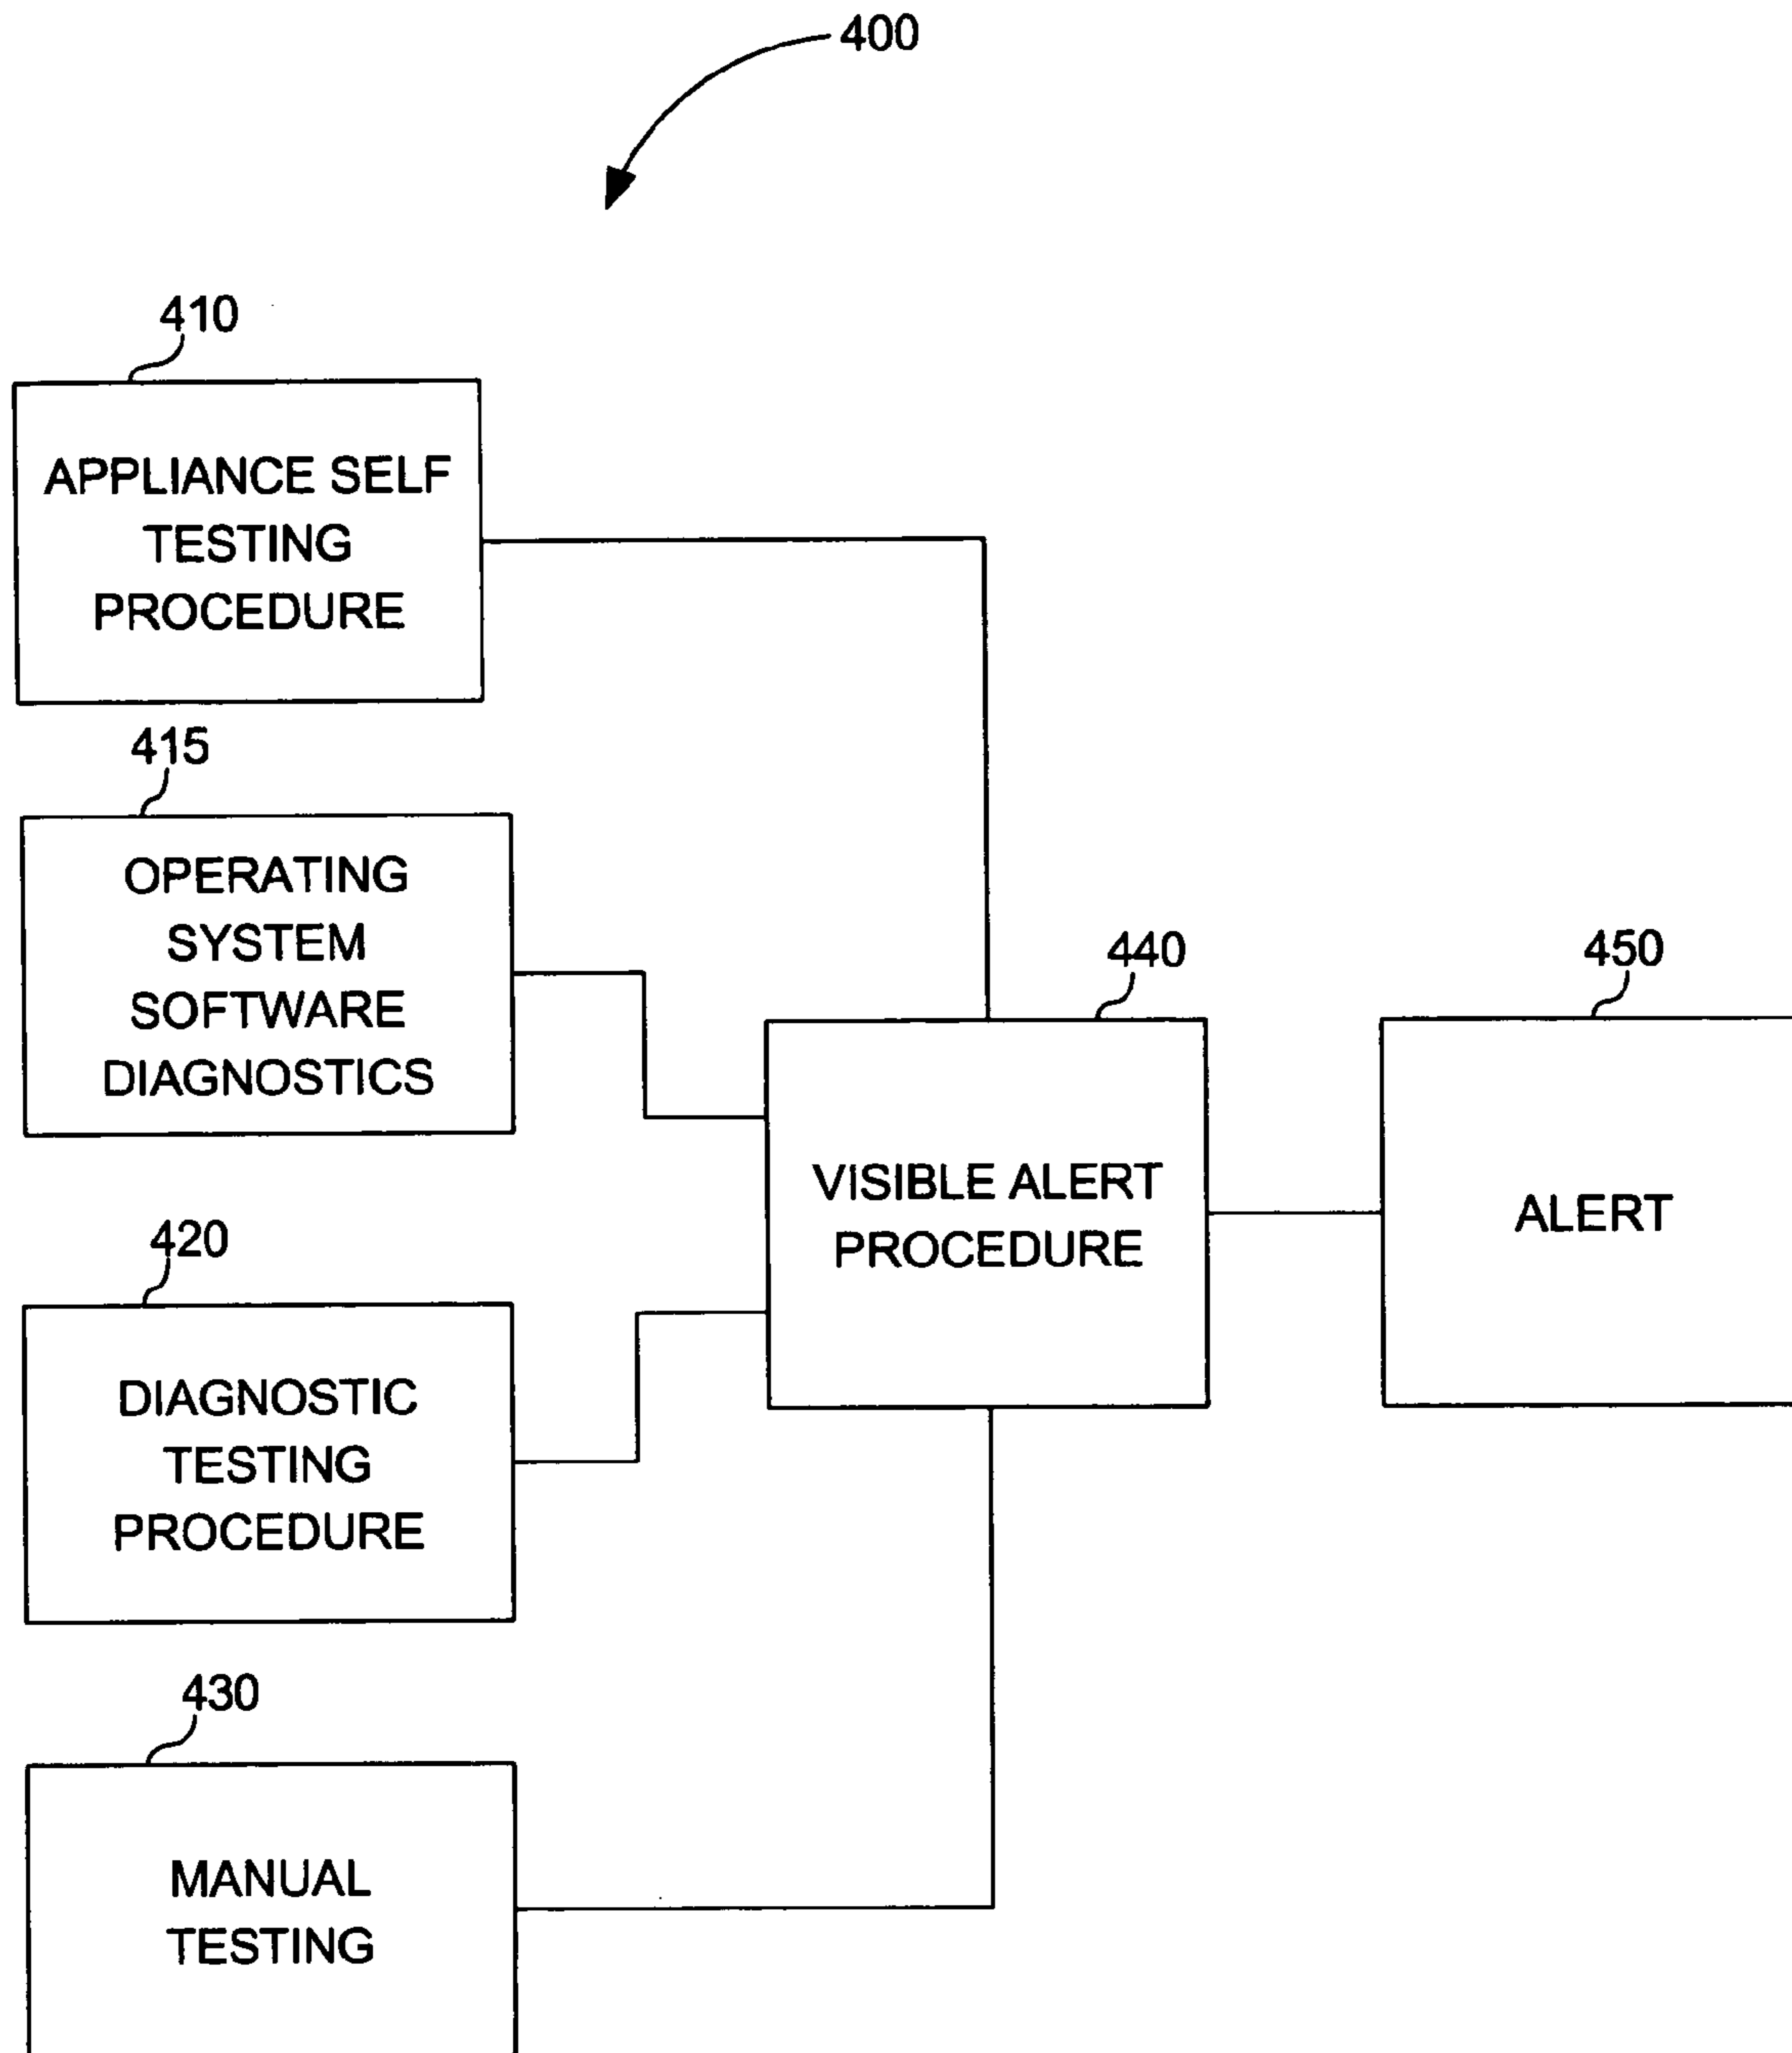 400
410
APPLIANCE SELF
TESTING
PROCEDURE
415
OPERATING
SYSTEM
SOFTWARE
DIAGNOSTICS
440
VISIBLE ALERT
PROCEDURE
450
ALERT
420
DIAGNOSTIC
TESTING
PROCEDURE
430
MANUAL
TESTING